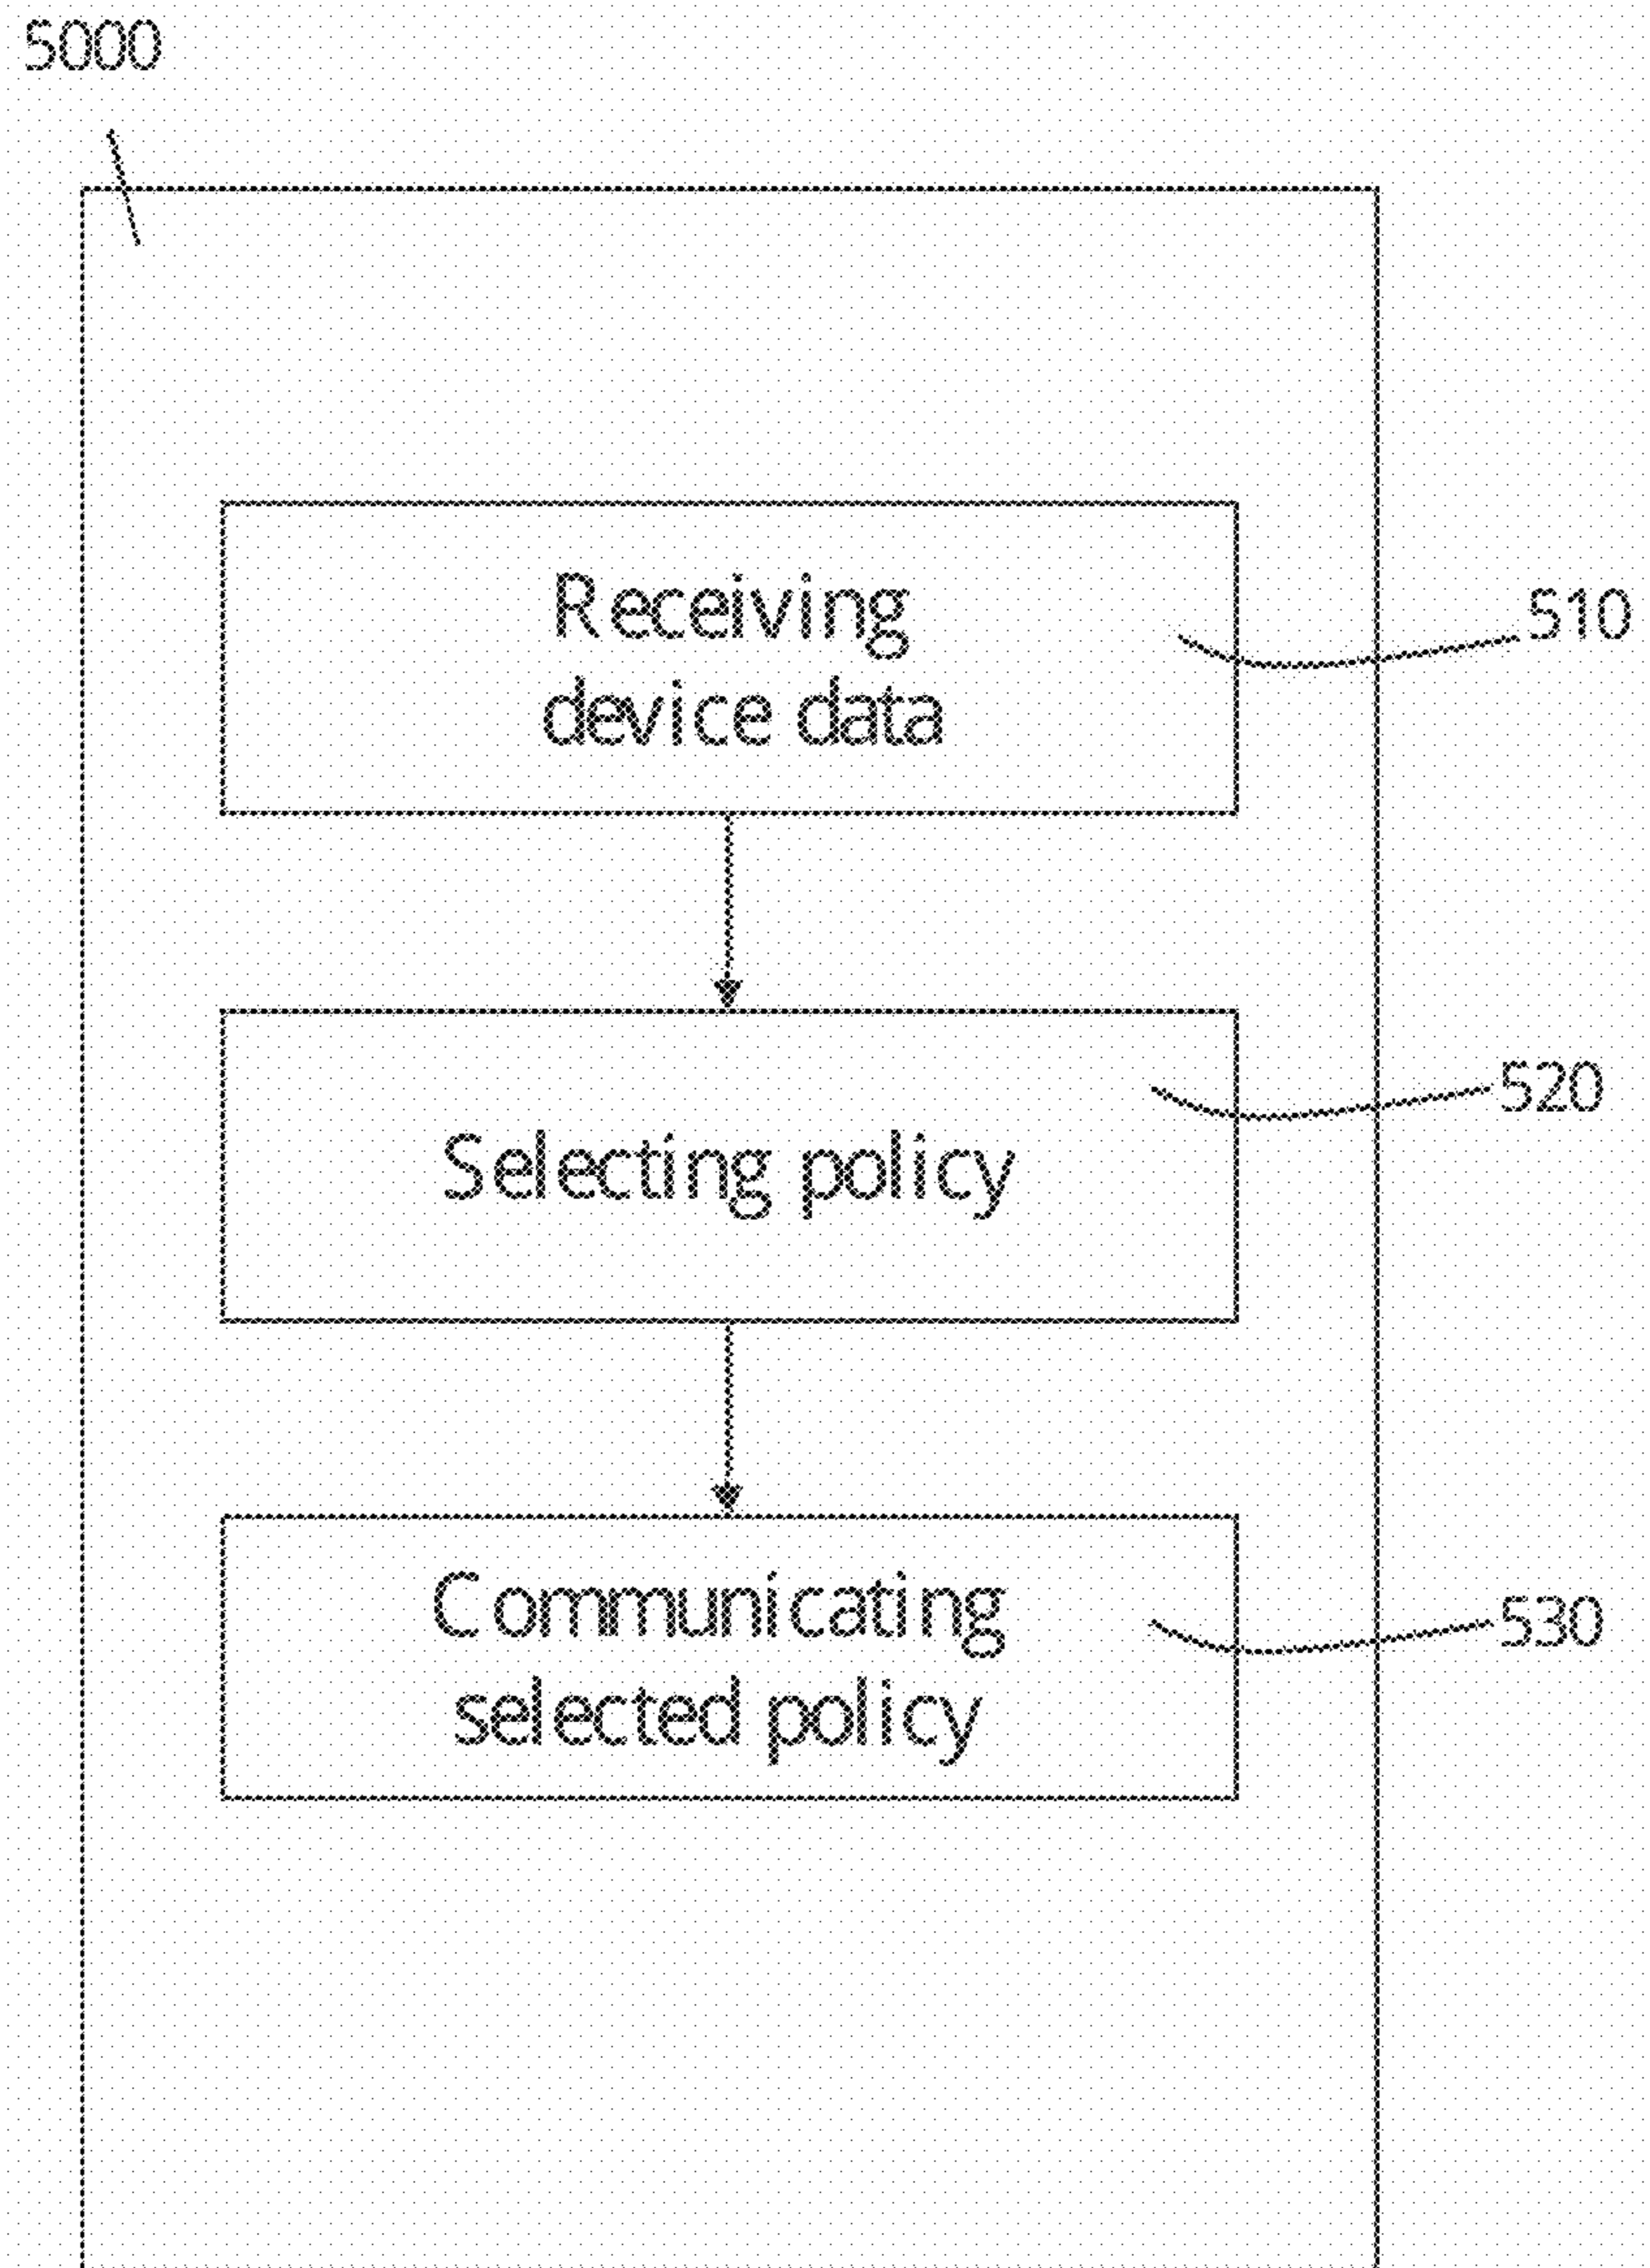 5000
Receiving
device data
510
Selecting policy
520
Communicating
selected policy
530